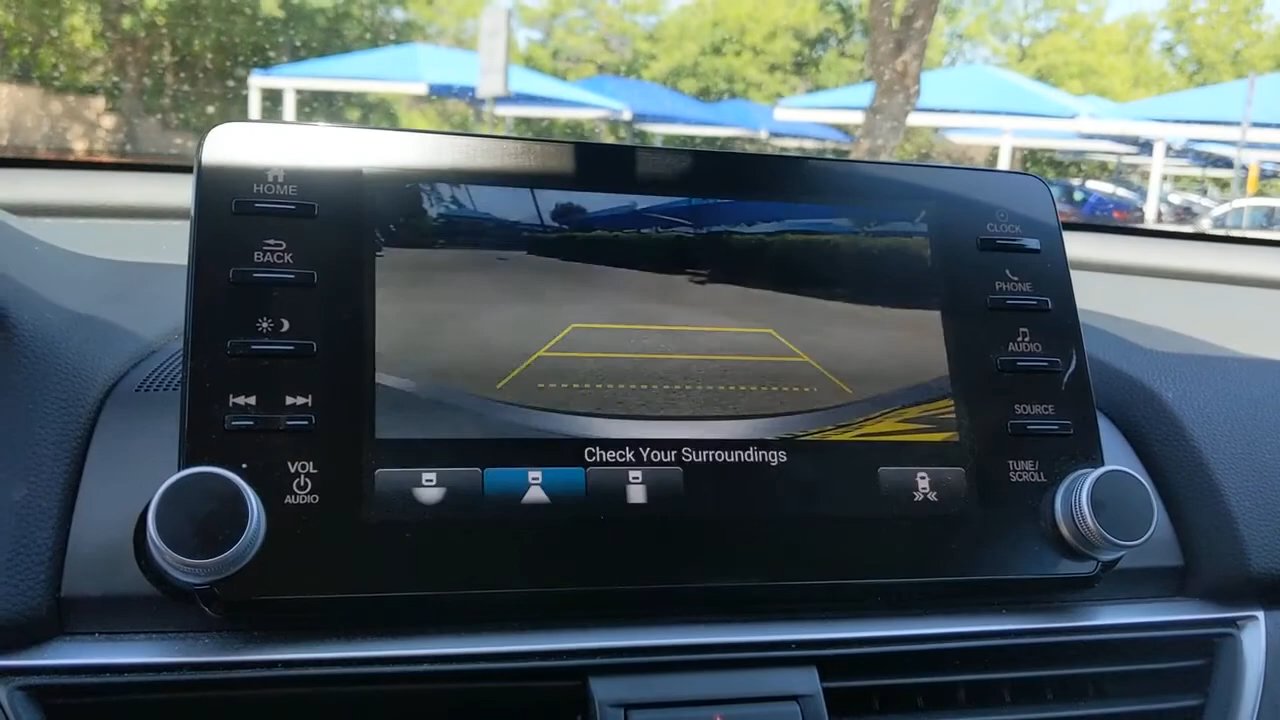 HOME
BACK
VOL
AUDIO
Check Your Surroundings
CLOCK
PHONE
AUDIO
SOURCE
TUNE/
SCROLL